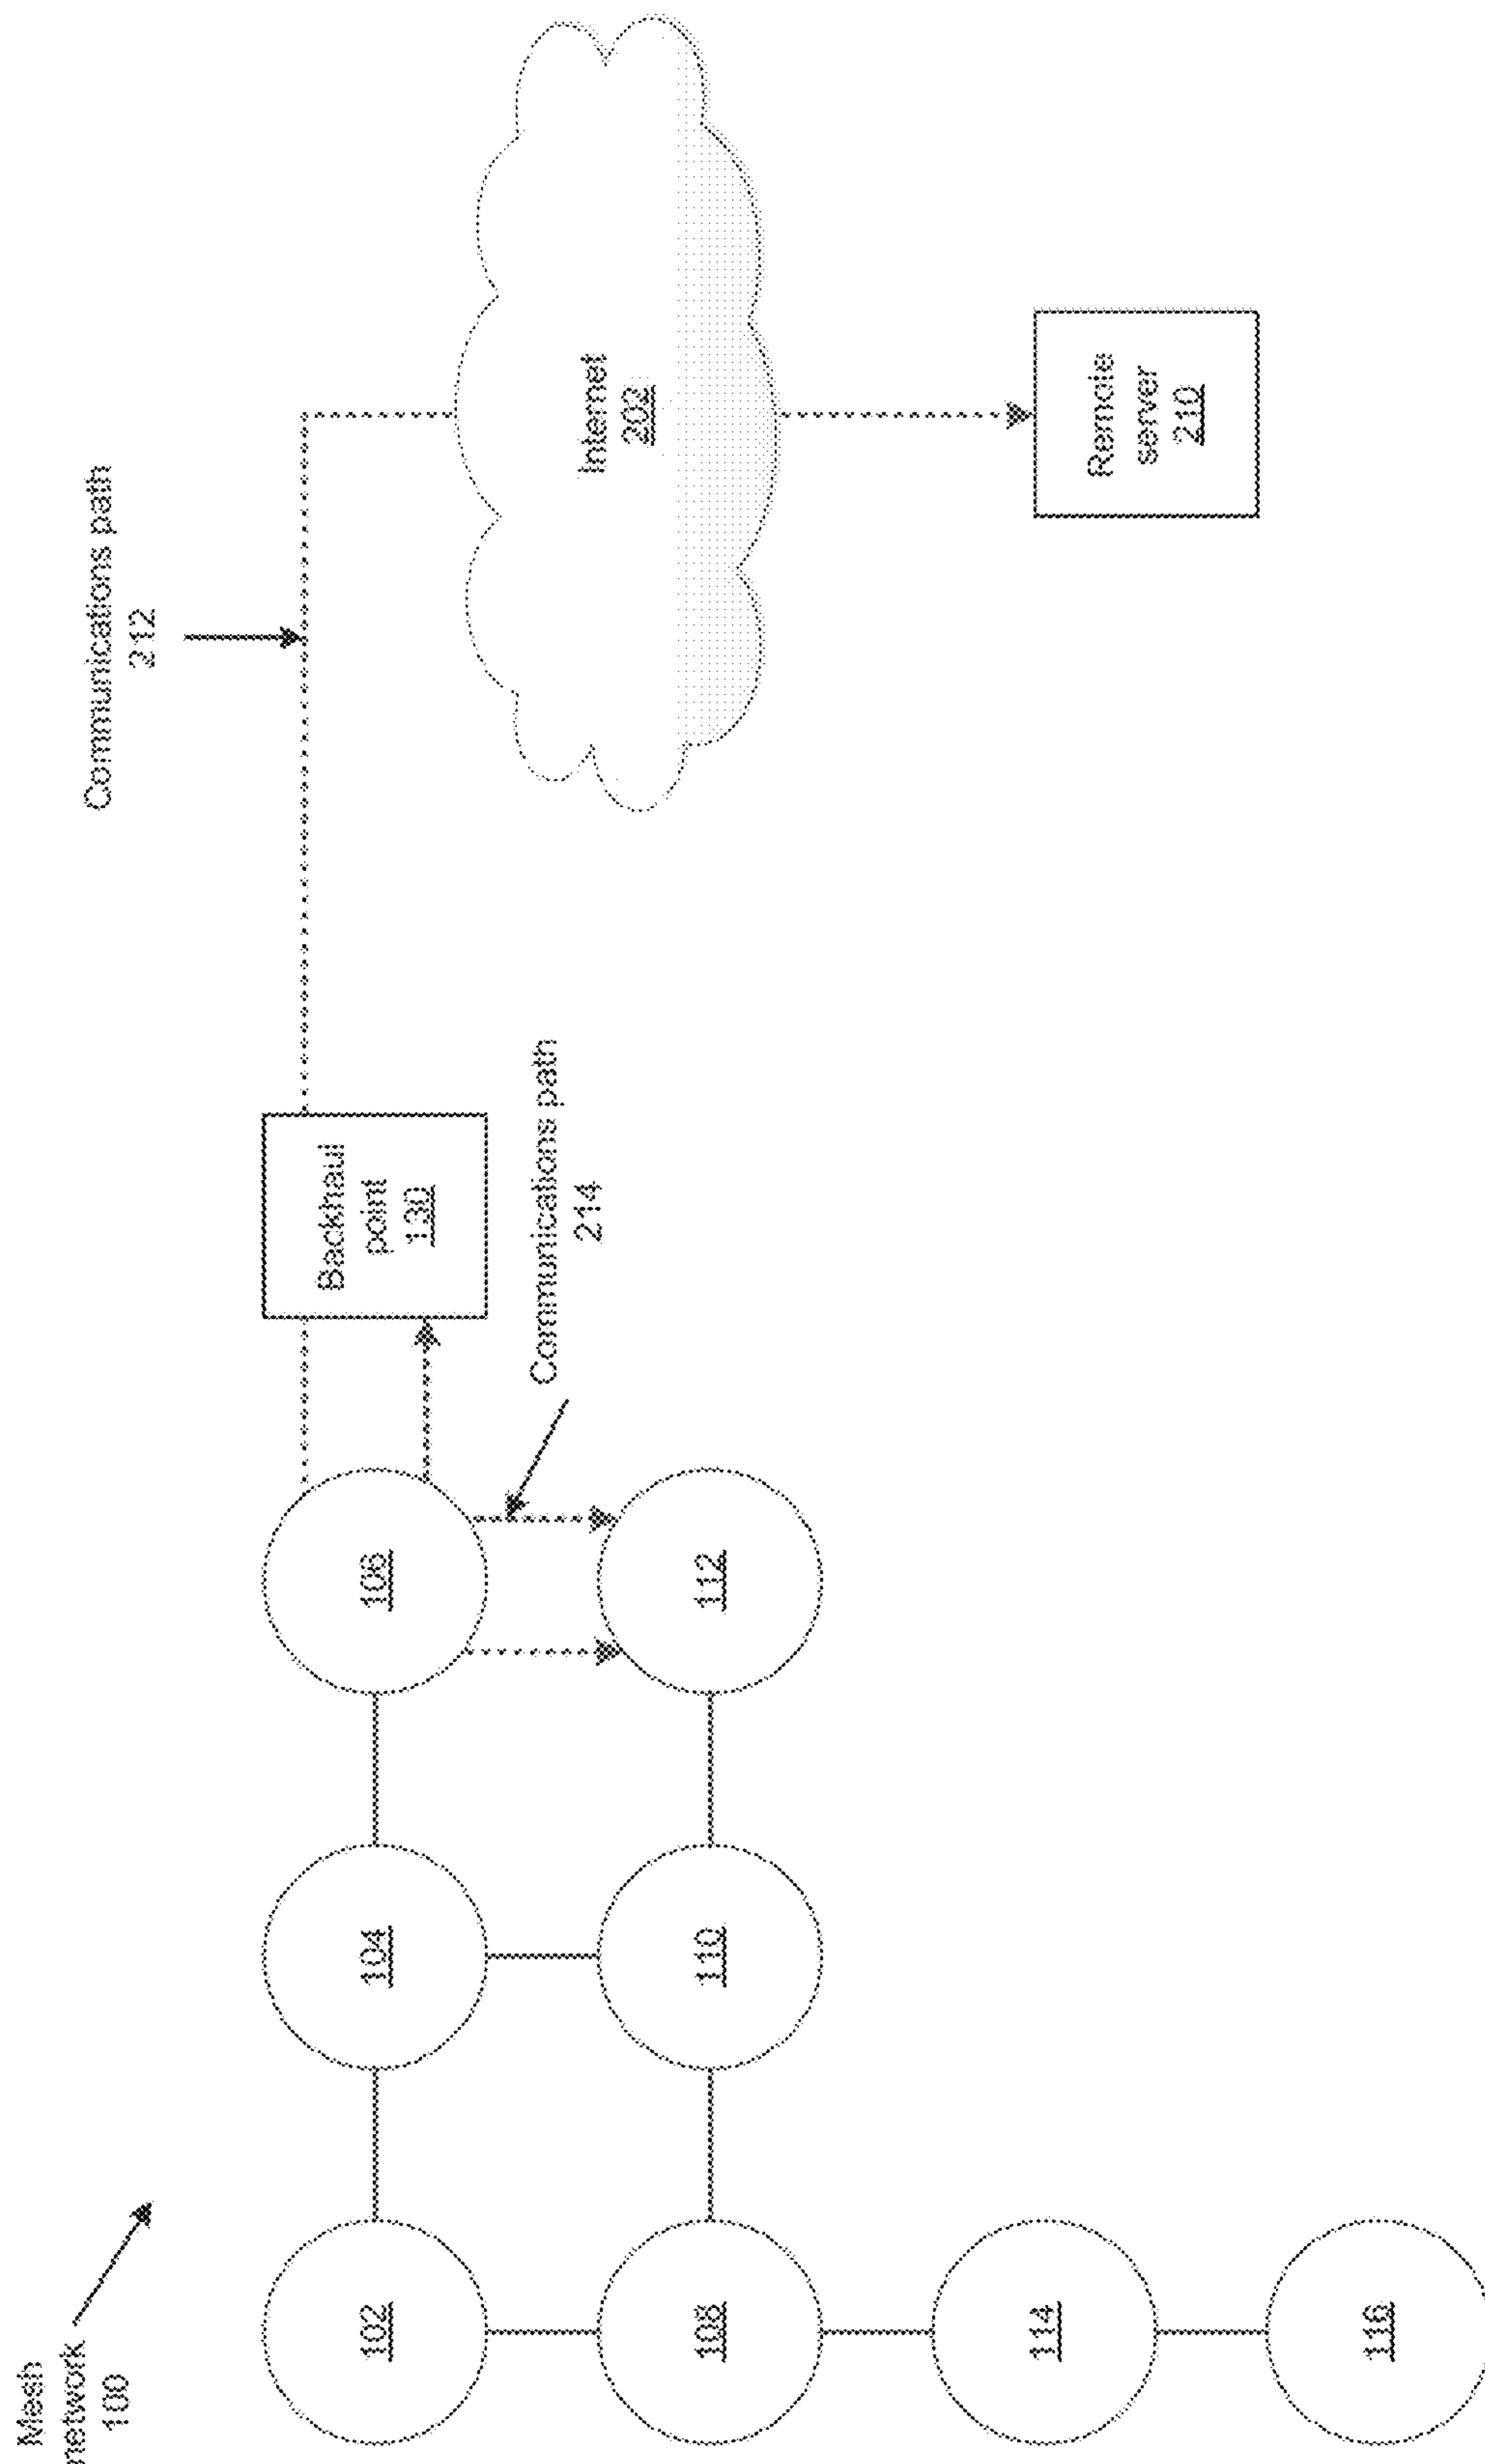 Mesh
network
100
102
104
106
108
110
112
114
116
Backhaul
point
130
Communications path
212
Communications path
214
Internet
202
Remote
server
210